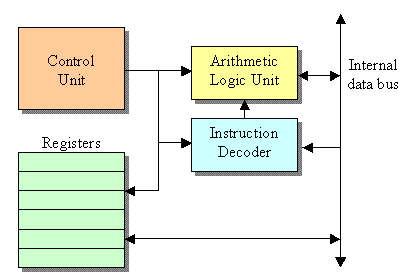 Control
Unit
Arithmetic
Logic Unit
Internal
data bus
Registers
Instruction
Decoder